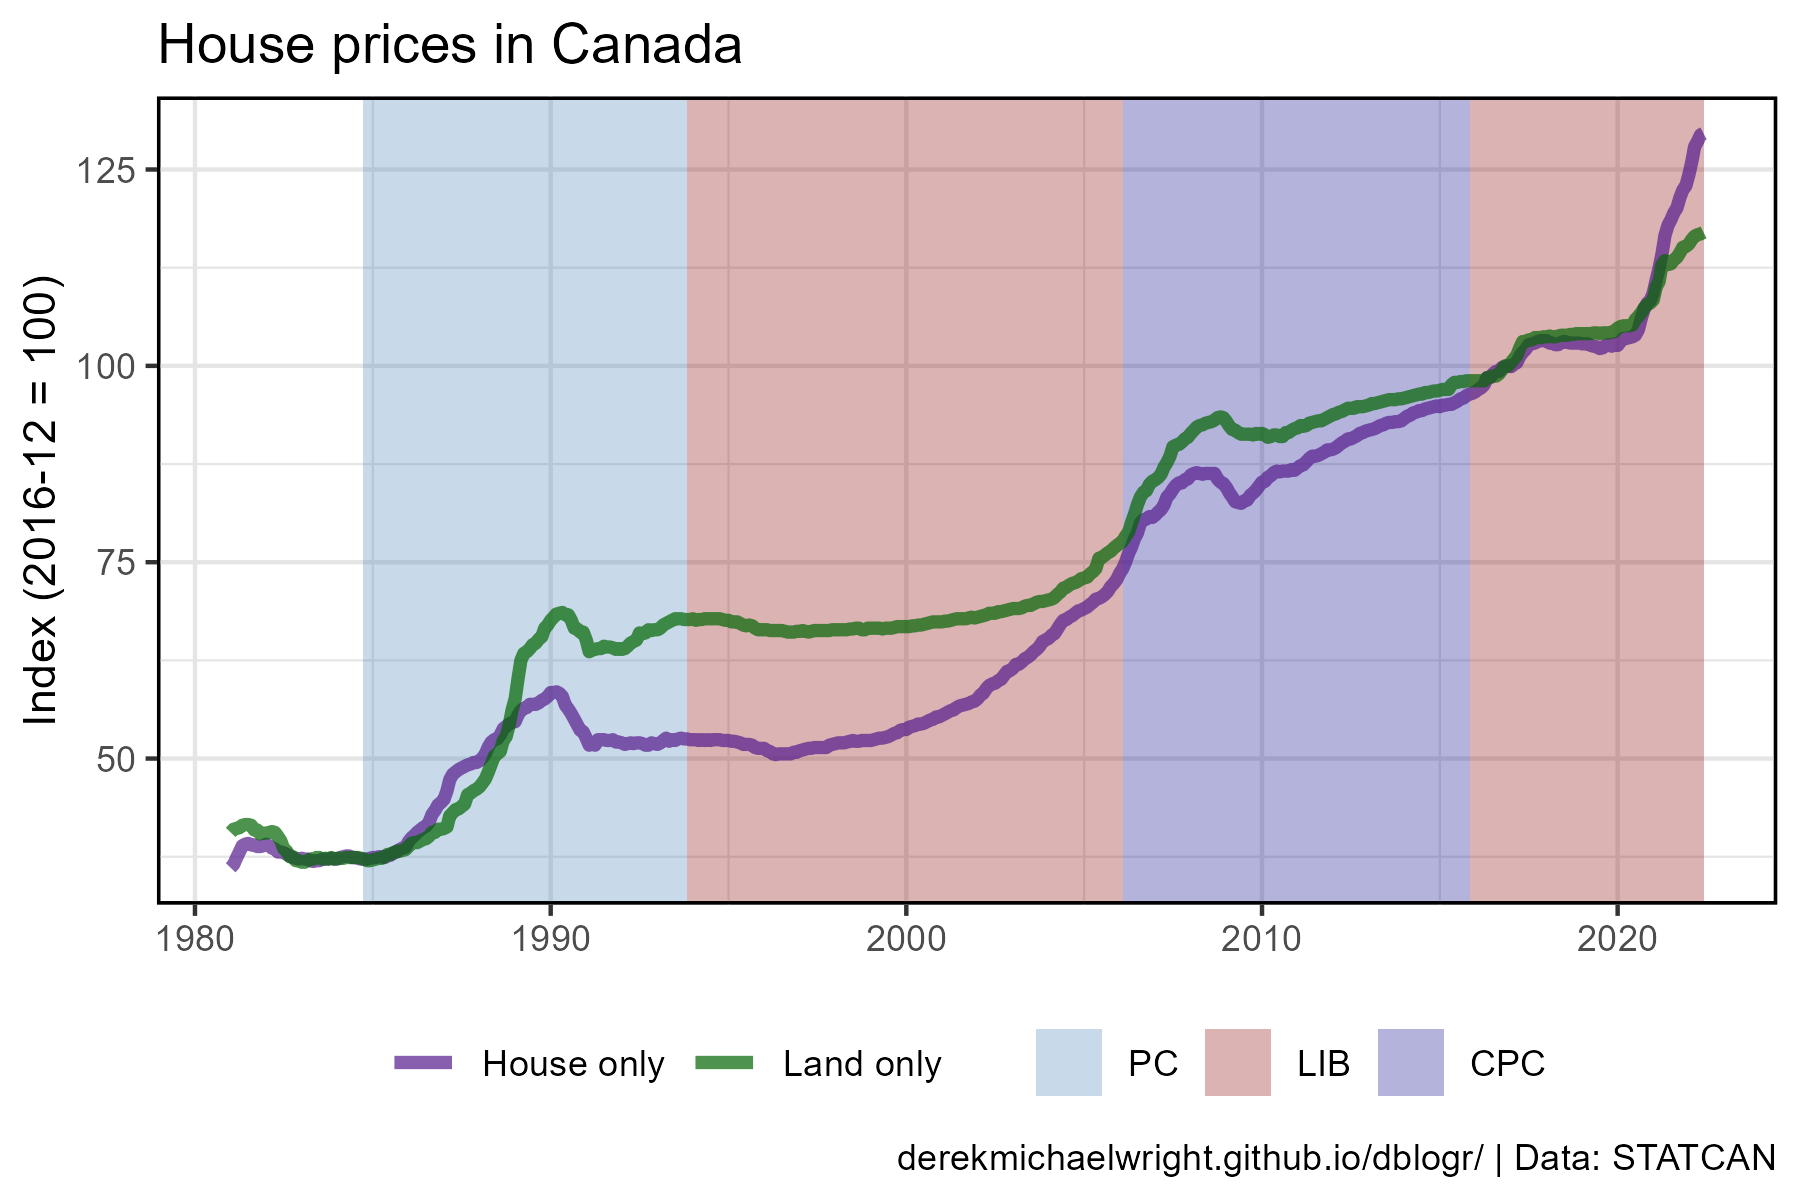 House prices in Canada
Index (2016-12 = 100)
125
100
75
50
1980 1990 2000 2010 2020
House only Land only PC LIB CPC
derekmichaelwright.github.io/dblogr/ | Data: STATCAN